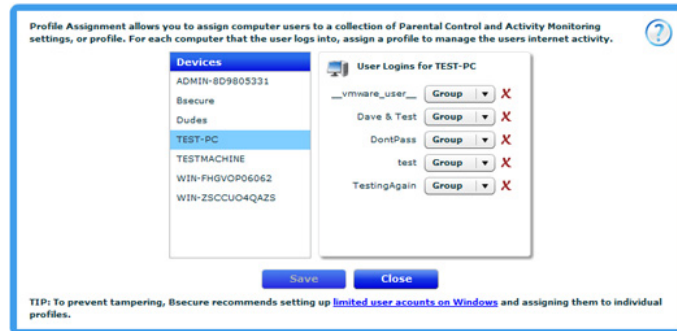 Profile Assignment allows you to assign computer users to a collection of Parental Control and Activity Monitoring
settings, or profile. For each computer that the user logs into, assign a profile to manage the users internet activity.
?
Devices
ADMIN-8D9805331
Bsecure
Dudes
TEST-PC
TESTMACHINE
WIN-FHGVOP06062
WIN-ZSCCUO4QAZS
User Logins for TEST-PC
__vmware_user__ Group X
Dave & Test Group X
DontPass Group X
test Group X
TestingAgain Group X
Save Close
TIP: To prevent tampering, Bsecure recommends setting up limited user acounts on Windows and assigning them to individual
profiles.